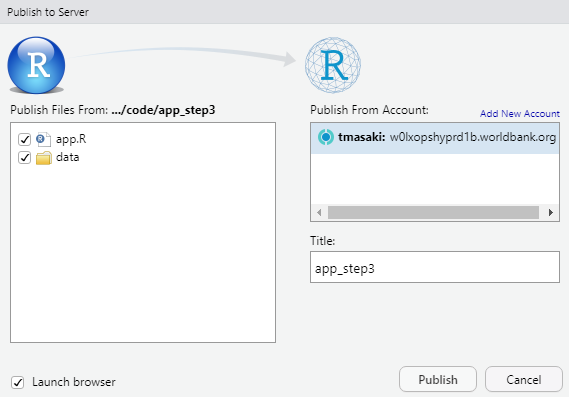 Publish to Server
R
R
Publish Files From: .../code/app_step3
Publish From Account:
Add New Account
app.R
data
tmasaki: w0lxopshyprd1b.worldbank.org
Title:
app_step3
Launch browser
Publish
Cancel